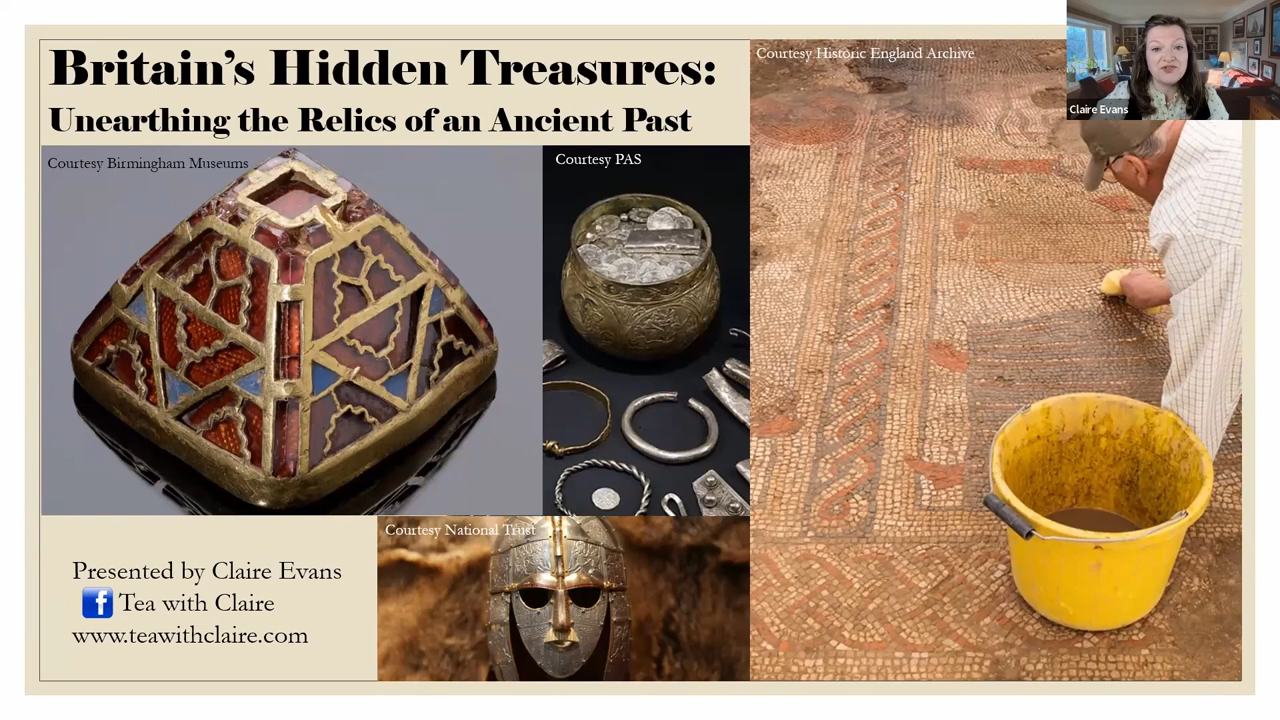 Britain's Hidden Treasures:
Unearthing the Relics of an Ancient Past
Courtesy Birmingham Museums
Courtesy PAS
Courtesy Historic England Archive
Claire Evans
Courtesy National Trust
Presented by Claire Evans
f Tea with Claire
www.teawithclaire.com